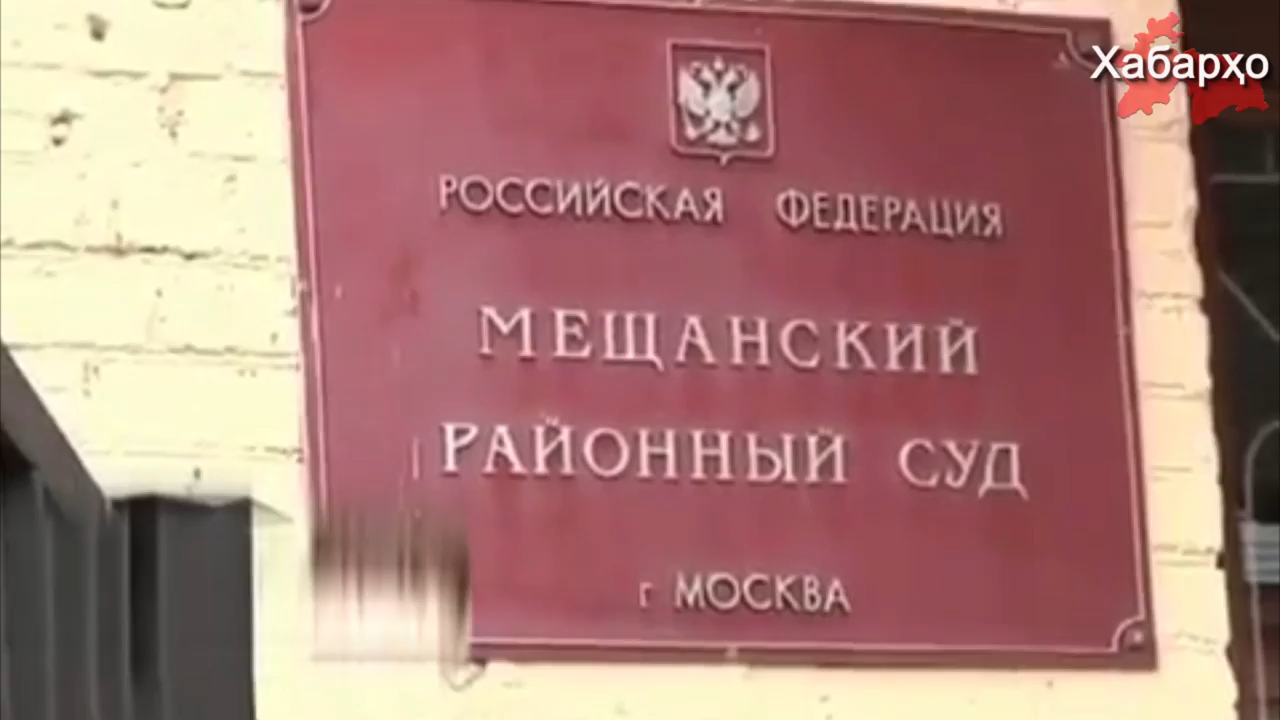 Хабарҳо
РОССИЙСКАЯ ФЕДЕРАЦИЯ
МЕЩАНСКИЙ
РАЙОННЫЙ СУД
г МОСКВА